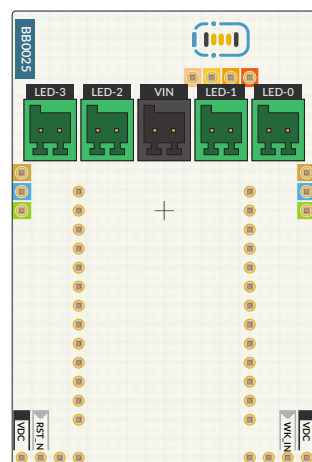 BB0025
LED-3
LED-2
VIN
LED-1
LED-0
VDC
RST_N
WK_IN
VDC